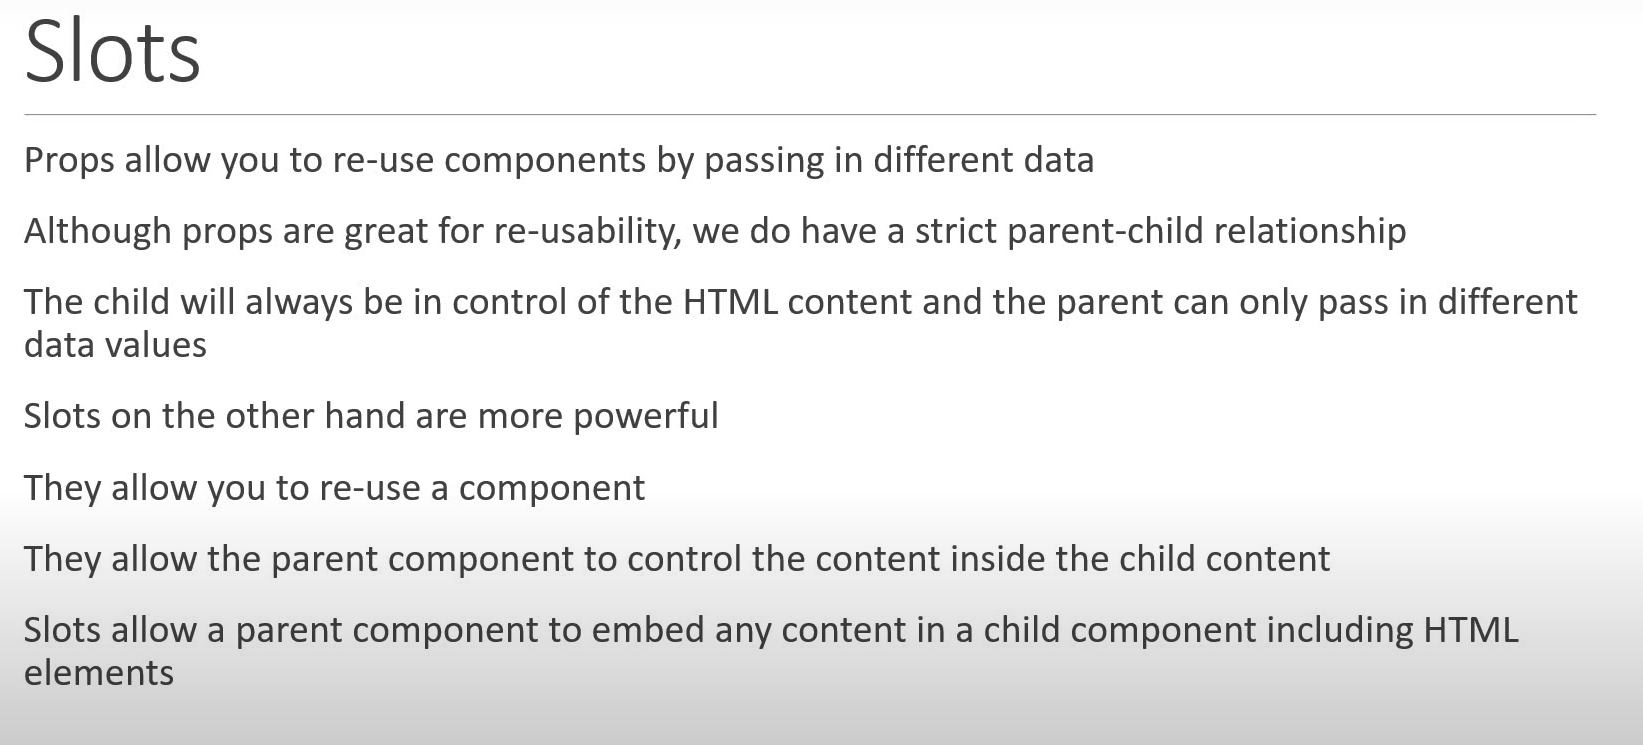 Slots
Props allow you to re-use components by passing in different data
Although props are great for re-usability, we do have a strict parent-child relationship
The child will always be in control of the HTML content and the parent can only pass in different
data values
Slots on the other hand are more powerful
They allow you to re-use a component
They allow the parent component to control the content inside the child content
Slots allow a parent component to embed any content in a child component including HTML
elements